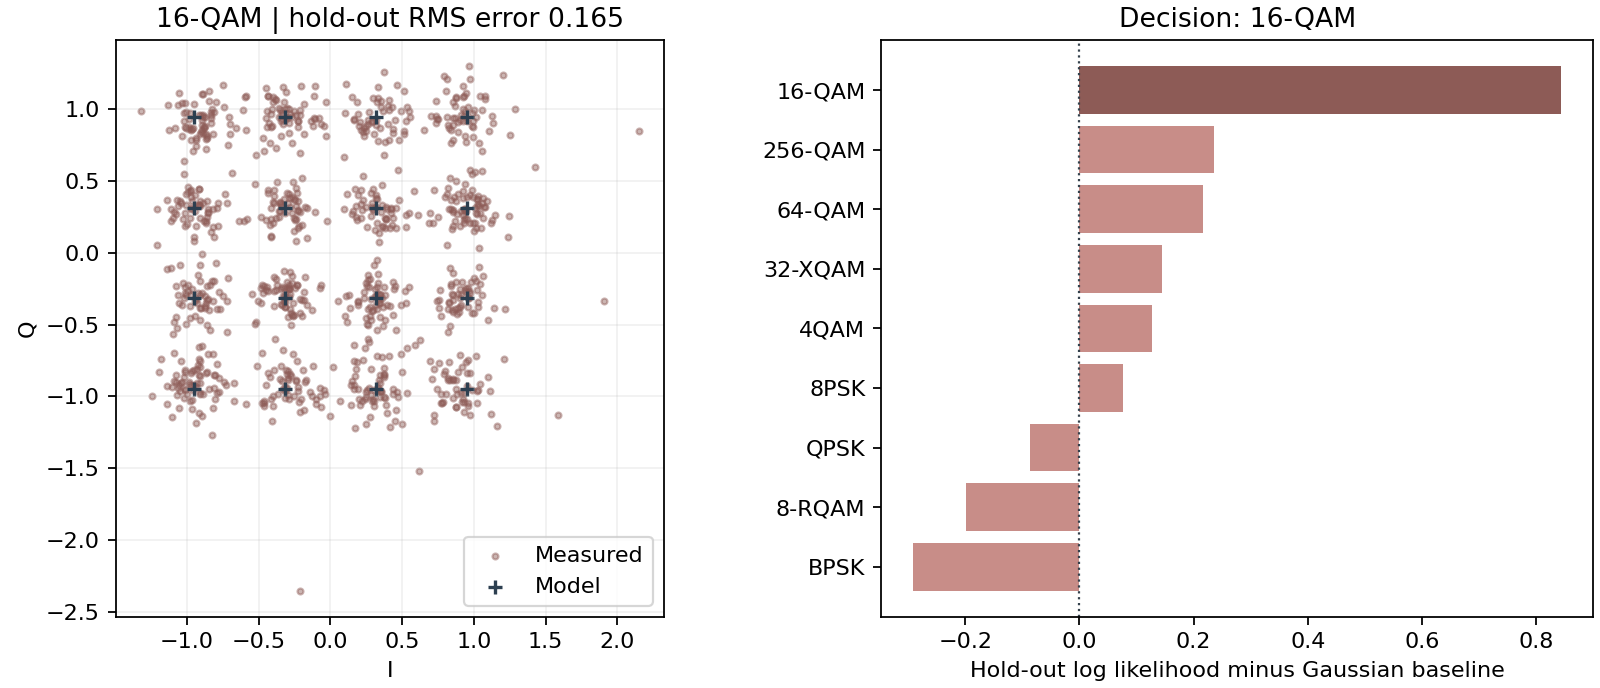 16-QAM | hold-out RMS error 0.165
1.0
0.5
0.0
−0.5
−1.0
−1.5
−2.0
−2.5
Q
Measured
Model
−1.0
−0.5
0.0
0.5
1.0
1.5
2.0
I
Decision: 16-QAM
16-QAM
256-QAM
64-QAM
32-XQAM
4QAM
8PSK
QPSK
8-RQAM
BPSK
−0.2
0.0
0.2
0.4
0.6
0.8
Hold-out log likelihood minus Gaussian baseline